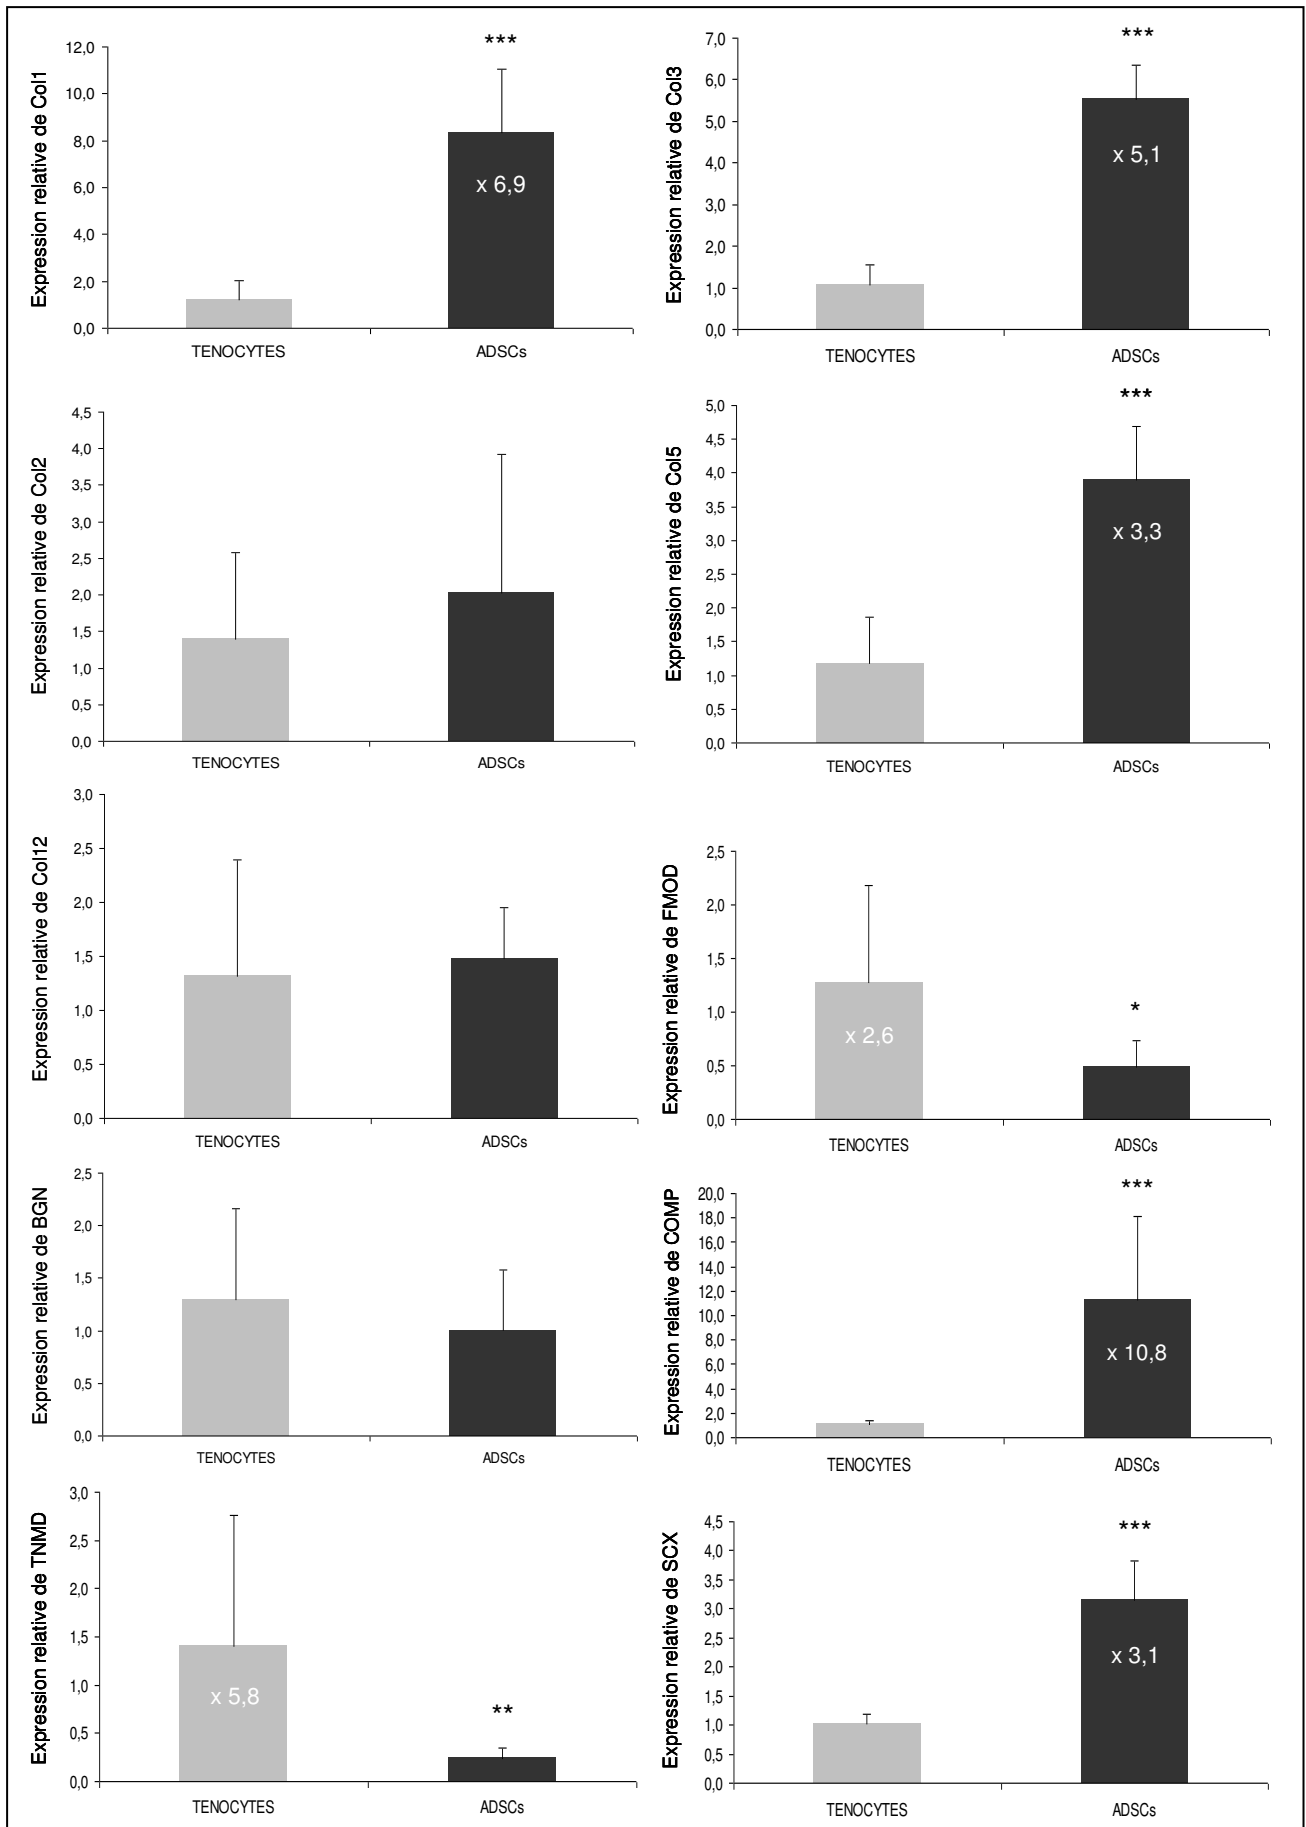 ***
Expression relative de Col1
12,0
10,0
8,0
6,0
4,0
2,0
0,0
x 6,9
TENOCYTES
ADSCs
***
Expression relative de Col3
7,0
6,0
5,0
4,0
3,0
2,0
1,0
0,0
x 5,1
TENOCYTES
ADSCs
Expression relative de Col2
4,5
4,0
3,5
3,0
2,5
2,0
1,5
1,0
0,5
0,0
TENOCYTES
ADSCs
***
Expression relative de Col5
5,0
4,5
4,0
3,5
3,0
2,5
2,0
1,5
1,0
0,5
0,0
x 3,3
TENOCYTES
ADSCs
Expression relative de Col12
3,0
2,5
2,0
1,5
1,0
0,5
0,0
TENOCYTES
ADSCs
Expression relative de FMOD
2,5
2,0
1,5
1,0
0,5
0,0
x 2,6
*
TENOCYTES
ADSCs
Expression relative de BGN
2,5
2,0
1,5
1,0
0,5
0,0
TENOCYTES
ADSCs
***
Expression relative de COMP
20,0
18,0
16,0
14,0
12,0
10,0
8,0
6,0
4,0
2,0
0,0
x 10,8
TENOCYTES
ADSCs
Expression relative de TNMD
3,0
2,5
2,0
1,5
1,0
0,5
0,0
x 5,8
**
TENOCYTES
ADSCs
***
Expression relative de SCX
4,5
4,0
3,5
3,0
2,5
2,0
1,5
1,0
0,5
0,0
x 3,1
TENOCYTES
ADSCs